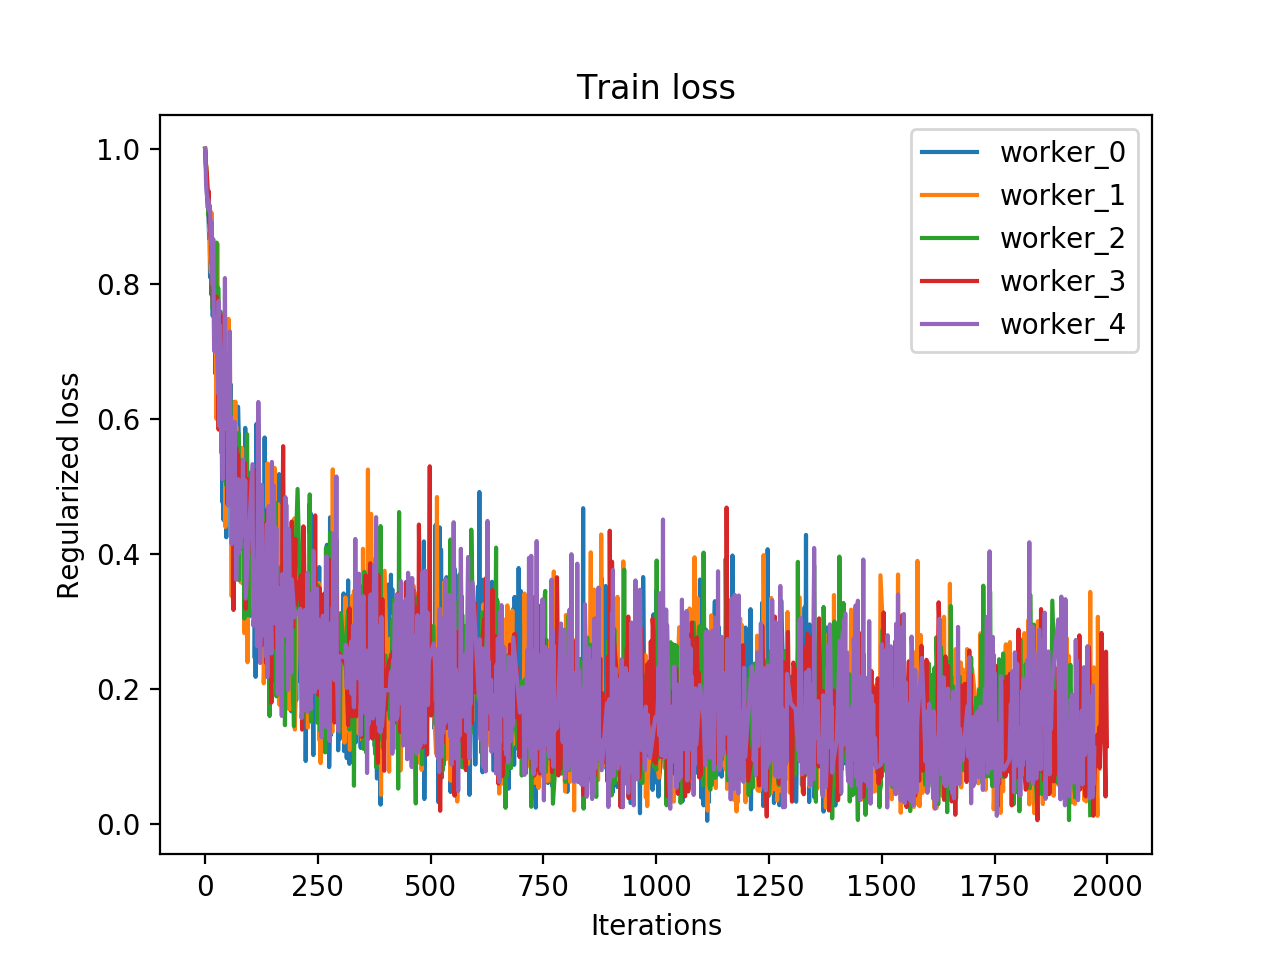 Train loss
worker_0
worker_1
worker_2
worker_3
worker_4
Regularized loss
1.0
0.8
0.6
0.4
0.2
0.0
0 250 500 750 1000 1250 1500 1750 2000
Iterations